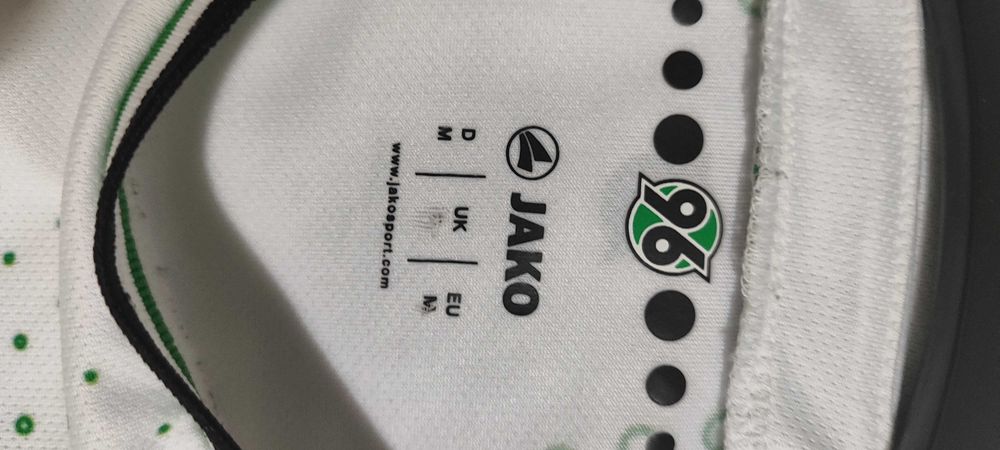 96
JAKO
D | UK | EU
M | | M
www.jakosport.com